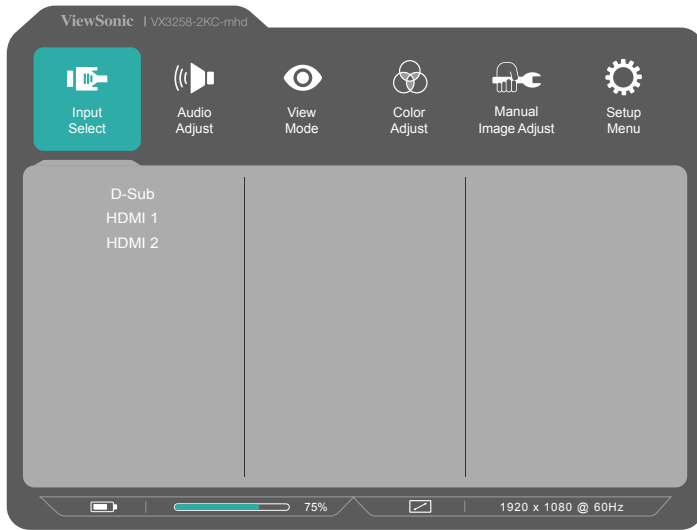 ViewSonic | VX3258-2KC-mhd
Input Select
Audio Adjust
View Mode
Color Adjust
Manual Image Adjust
Setup Menu
D-Sub
HDMI 1
HDMI 2
75%
1920 x 1080 @ 60Hz